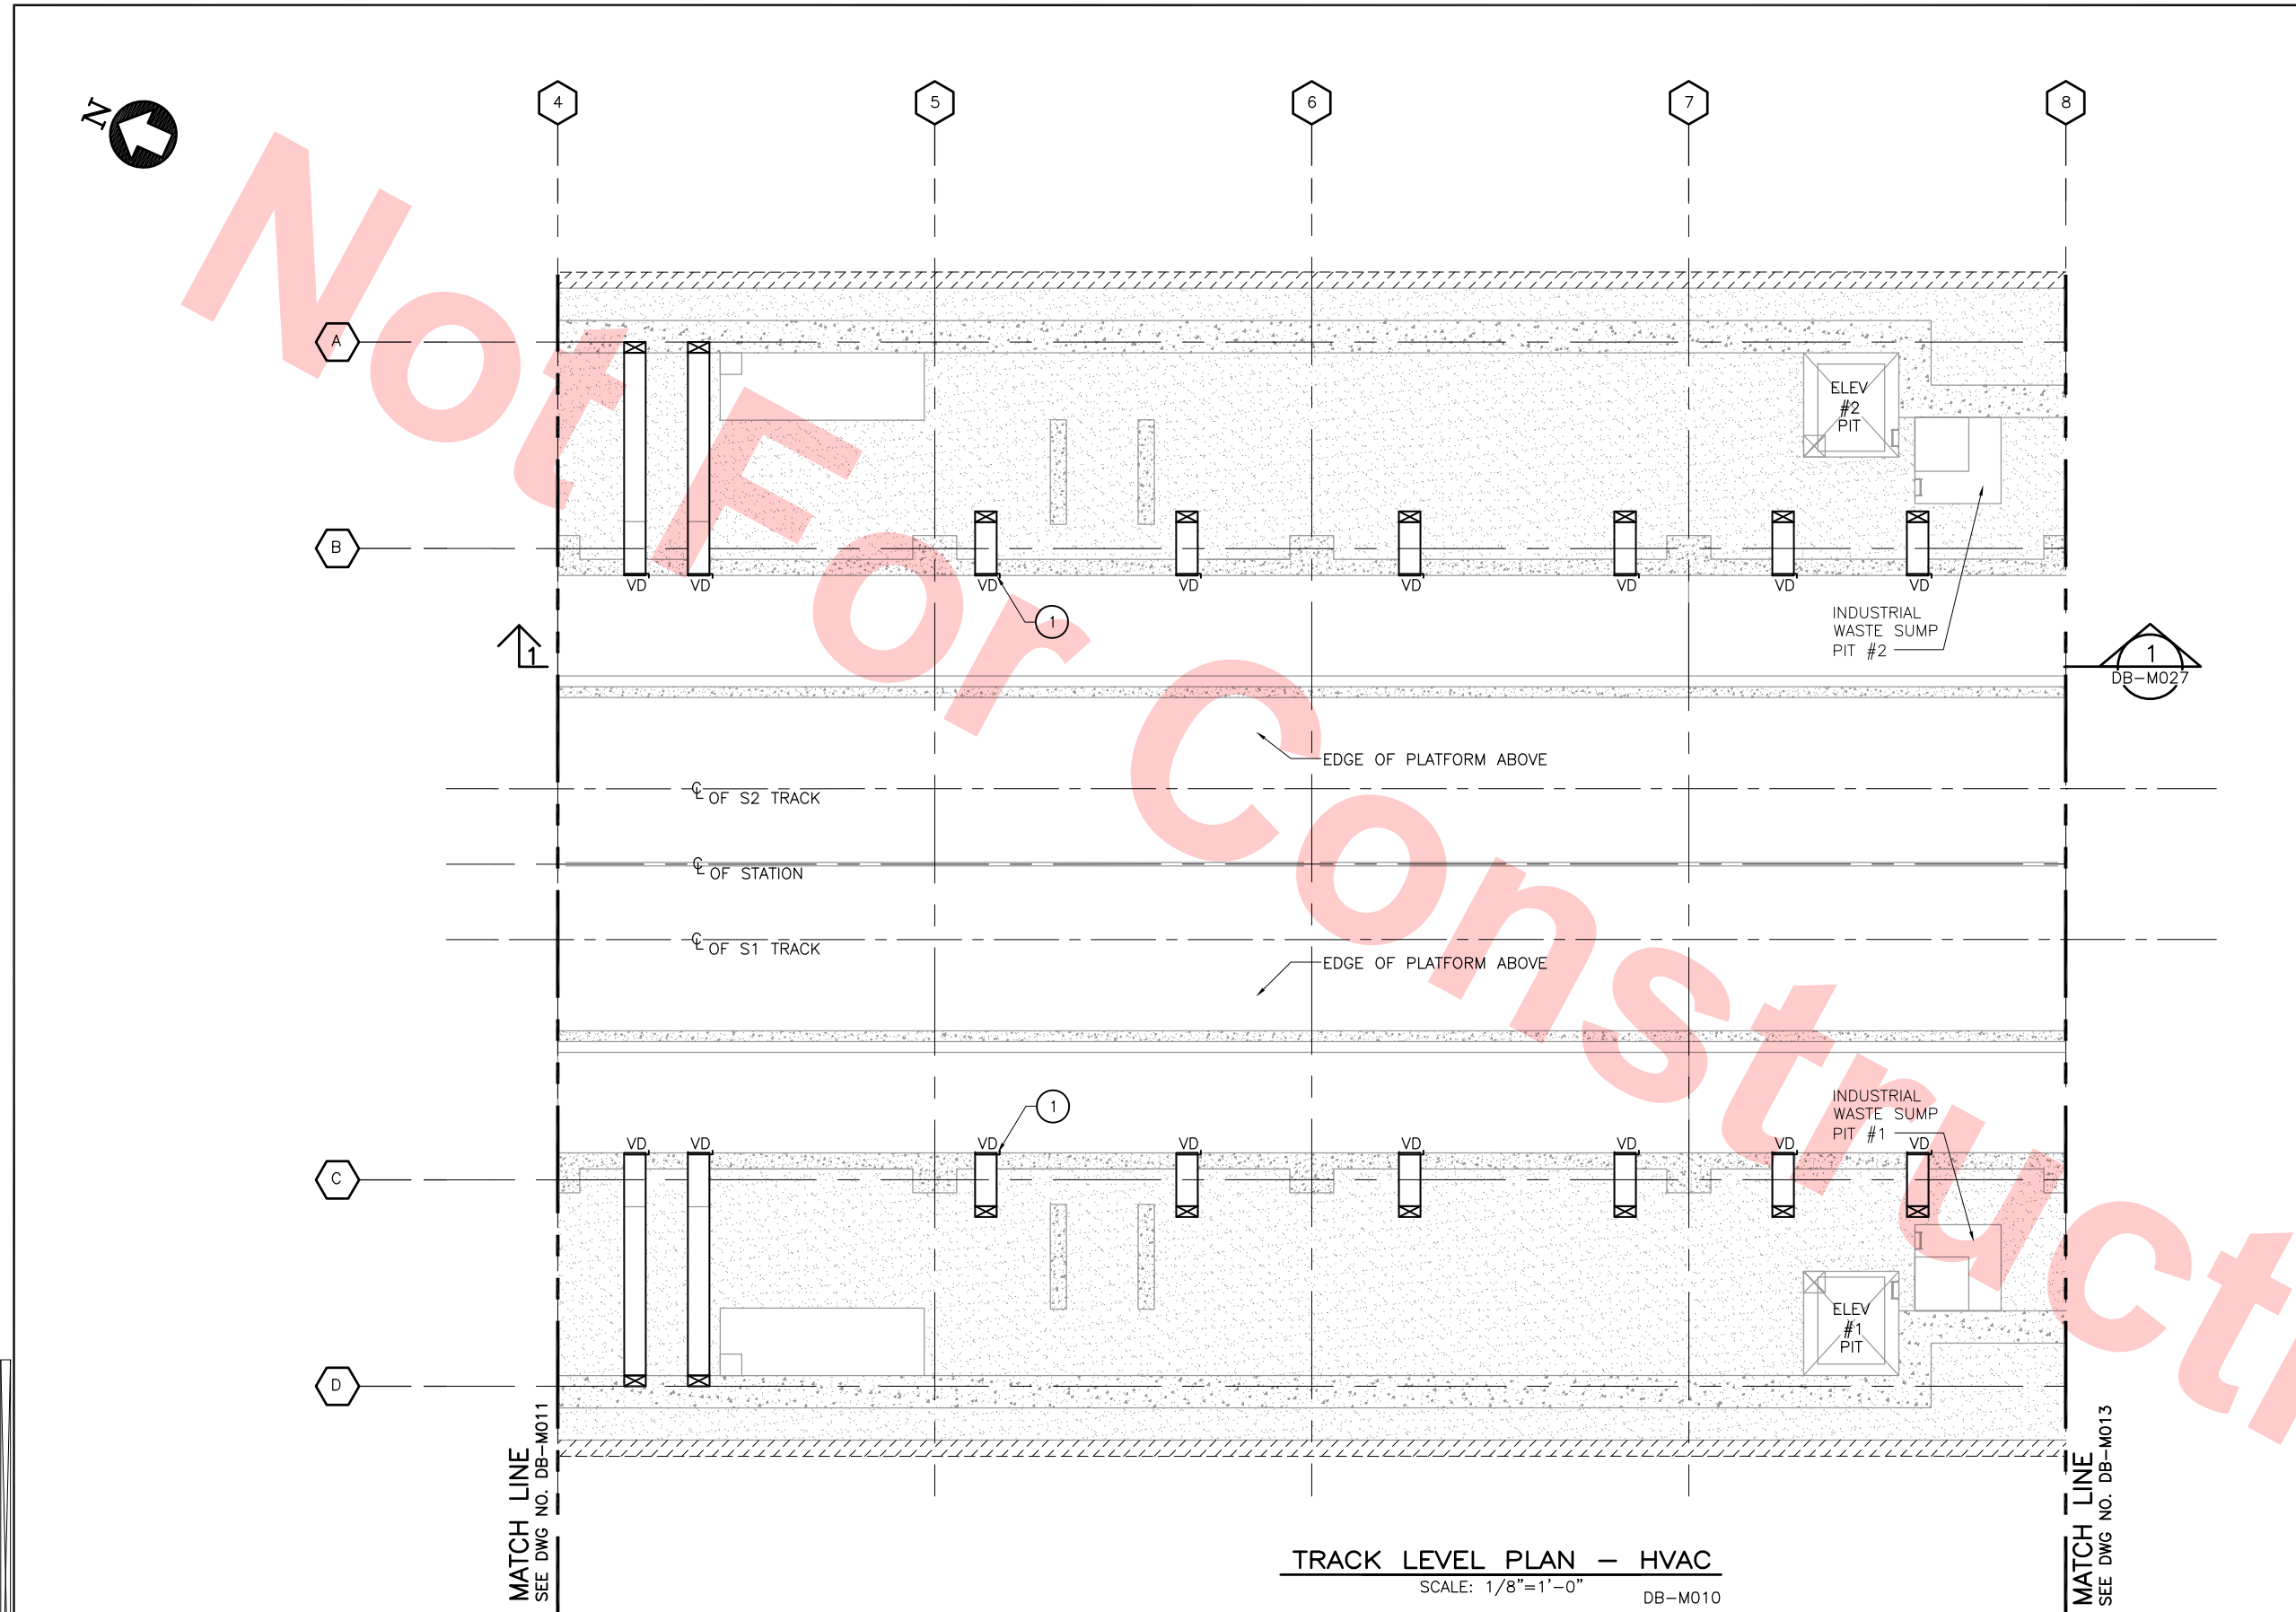 N
4
5
6
7
8
A
B
C
D
ELEV
#2
PIT
VD
VD
VD
VD
VD
VD
VD
VD
1
INDUSTRIAL
WASTE SUMP
PIT #2
1
1
DB-M027
EDGE OF PLATFORM ABOVE
℄ OF S2 TRACK
℄ OF STATION
℄ OF S1 TRACK
EDGE OF PLATFORM ABOVE
1
INDUSTRIAL
WASTE SUMP
PIT #1
VD
VD
VD
VD
VD
VD
VD
VD
ELEV
#1
PIT
MATCH LINE
SEE DWG NO. DB-M011
MATCH LINE
SEE DWG NO. DB-M013
TRACK LEVEL PLAN – HVAC
SCALE: 1/8"=1'-0"
DB-M010
Not For Constructi